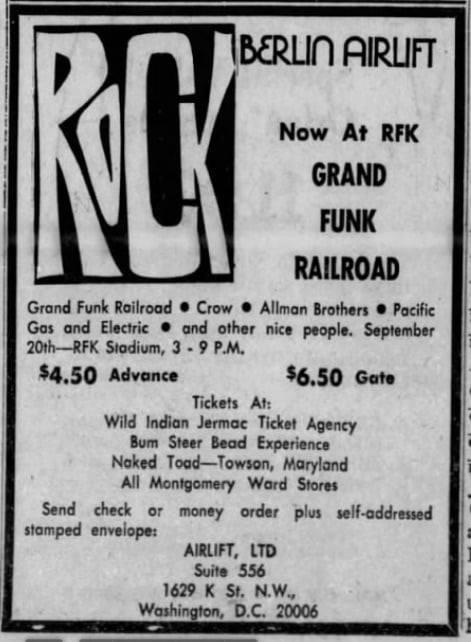 ROCK
BERLIN AIRLIFT
Now At RFK
GRAND
FUNK
RAILROAD
Grand Funk Railroad • Crow • Allman Brothers • Pacific
Gas and Electric • and other nice people. September
20th—RFK Stadium, 3 - 9 P.M.
$4.50 Advance $6.50 Gate
Tickets At:
Wild Indian Jermac Ticket Agency
Bum Steer Bead Experience
Naked Toad—Towson, Maryland
All Montgomery Ward Stores
Send check or money order plus self-addressed
stamped envelope:
AIRLIFT, LTD
Suite 556
1629 K St. N.W.,
Washington, D.C. 20006